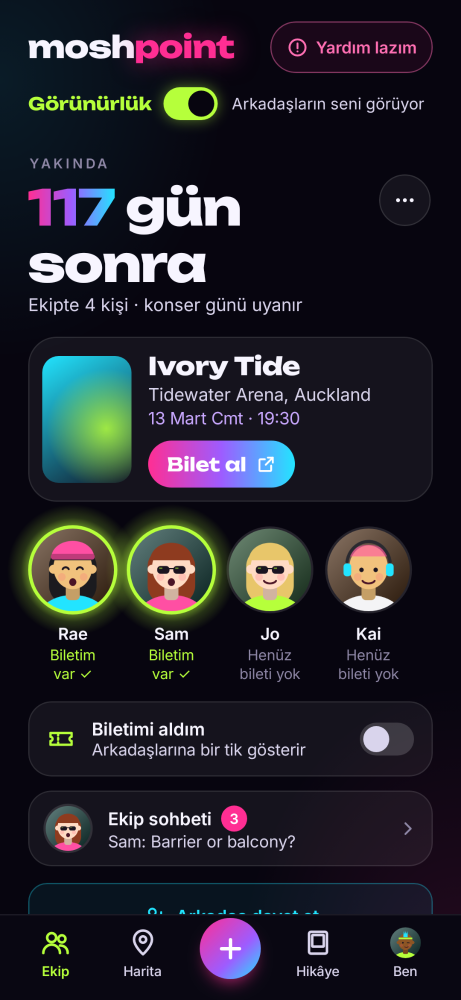 moshpoint
Yardım lazım
Görünürlük
Arkadaşların seni görüyor
YAKINDA
117 gün
sonra
Ekipte 4 kişi · konser günü uyanır
Ivory Tide
Tidewater Arena, Auckland
13 Mart Cmt · 19:30
Bilet al
Rae
Biletim
var ✓
Sam
Biletim
var ✓
Jo
Henüz
bileti yok
Kai
Henüz
bileti yok
Biletimi aldım
Arkadaşlarına bir tik gösterir
Ekip sohbeti 3
Sam: Barrier or balcony?
Ekip
Harita
Hikâye
Ben